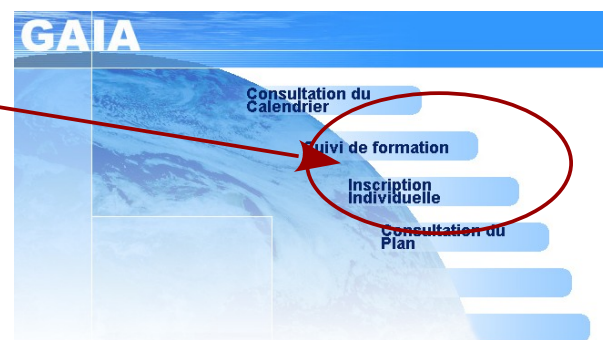 GAIA
Consultation du
Calendrier
Suivi de formation
Inscription
Individuelle
Consultation du
Plan